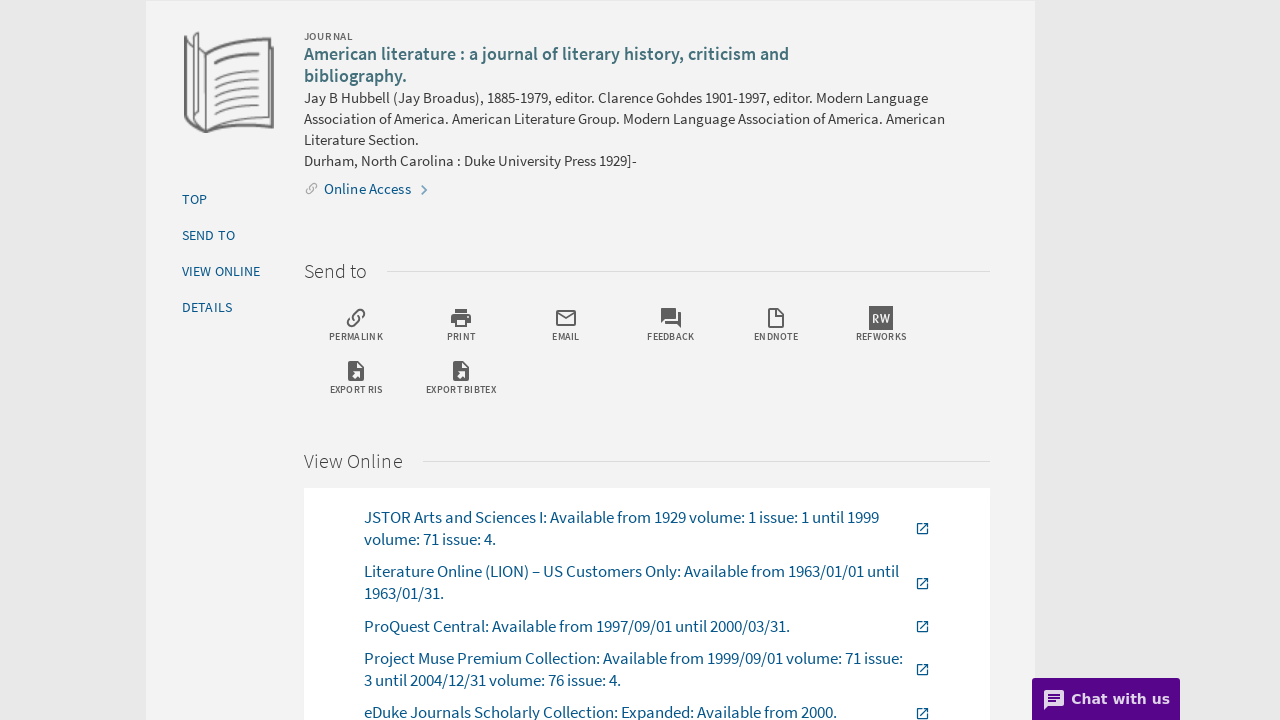 JOURNAL
American literature : a journal of literary history, criticism and
bibliography.
Jay B Hubbell (Jay Broadus), 1885-1979, editor. Clarence Gohdes 1901-1997, editor. Modern Language
Association of America. American Literature Group. Modern Language Association of America. American
Literature Section.
Durham, North Carolina : Duke University Press 1929]-
Online Access
TOP
SEND TO
VIEW ONLINE
DETAILS
Send to
PERMALINK
PRINT
EMAIL
FEEDBACK
ENDNOTE
RW
REFWORKS
EXPORT RIS
EXPORT BIBTEX
View Online
JSTOR Arts and Sciences I: Available from 1929 volume: 1 issue: 1 until 1999
volume: 71 issue: 4.
Literature Online (LION) – US Customers Only: Available from 1963/01/01 until
1963/01/31.
ProQuest Central: Available from 1997/09/01 until 2000/03/31.
Project Muse Premium Collection: Available from 1999/09/01 volume: 71 issue:
3 until 2004/12/31 volume: 76 issue: 4.
eDuke Journals Scholarly Collection: Expanded: Available from 2000.
Chat with us